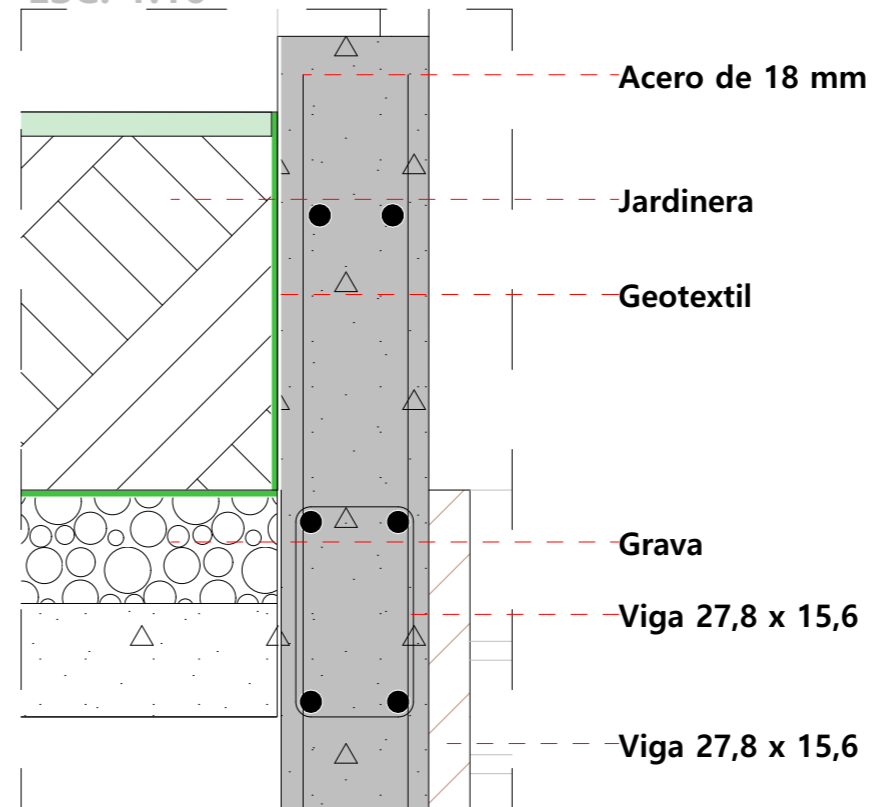 Acero de 18 mm
Jardinera
Geotextil
Grava
Viga 27,8 x 15,6
Viga 27,8 x 15,6